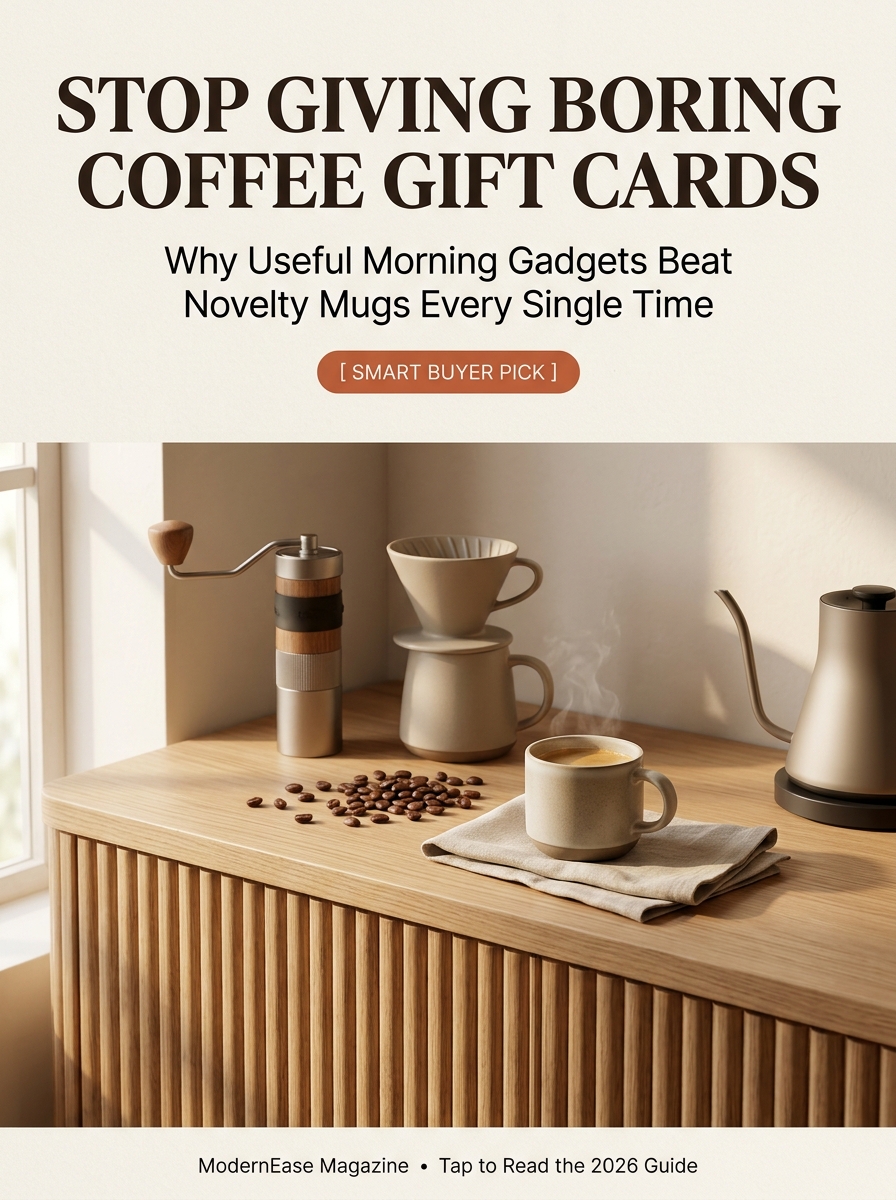 STOP GIVING BORING
COFFEE GIFT CARDS
Why Useful Morning Gadgets Beat
Novelty Mugs Every Single Time
[ SMART BUYER PICK ]
ModernEase Magazine • Tap to Read the 2026 Guide